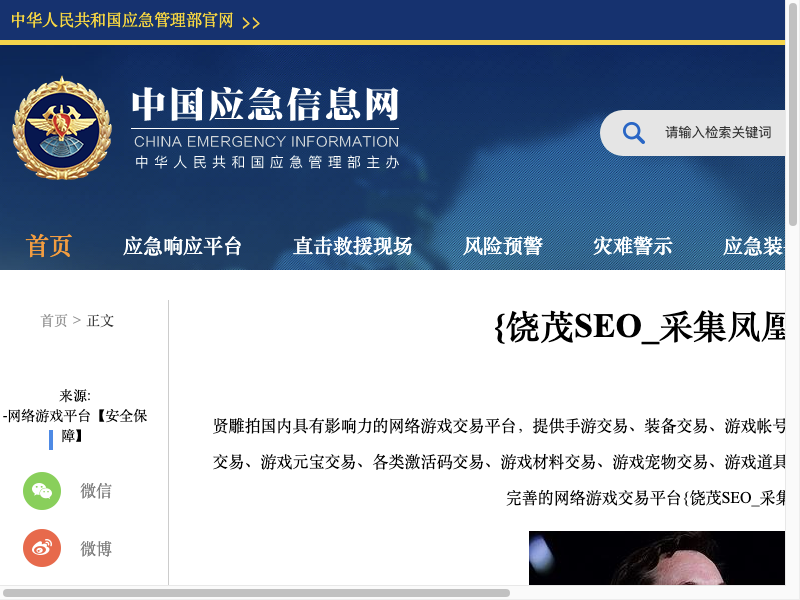 中华人民共和国应急管理部官网 >>
中国应急信息网
CHINA EMERGENCY INFORMATION
中华人民共和国应急管理部主办
请输入检索关键词
首页 应急响应平台 直击救援现场 风险预警 灾难警示 应急装
首页 > 正文
{饶茂SEO_采集凤凰
来源:
-网络游戏平台【安全保
障】
贤雕拍国内具有影响力的网络游戏交易平台，提供手游交易、装备交易、游戏帐号
交易、游戏元宝交易、各类激活码交易、游戏材料交易、游戏宠物交易、游戏道具
完善的网络游戏交易平台{饶茂SEO_采集
微信
微博